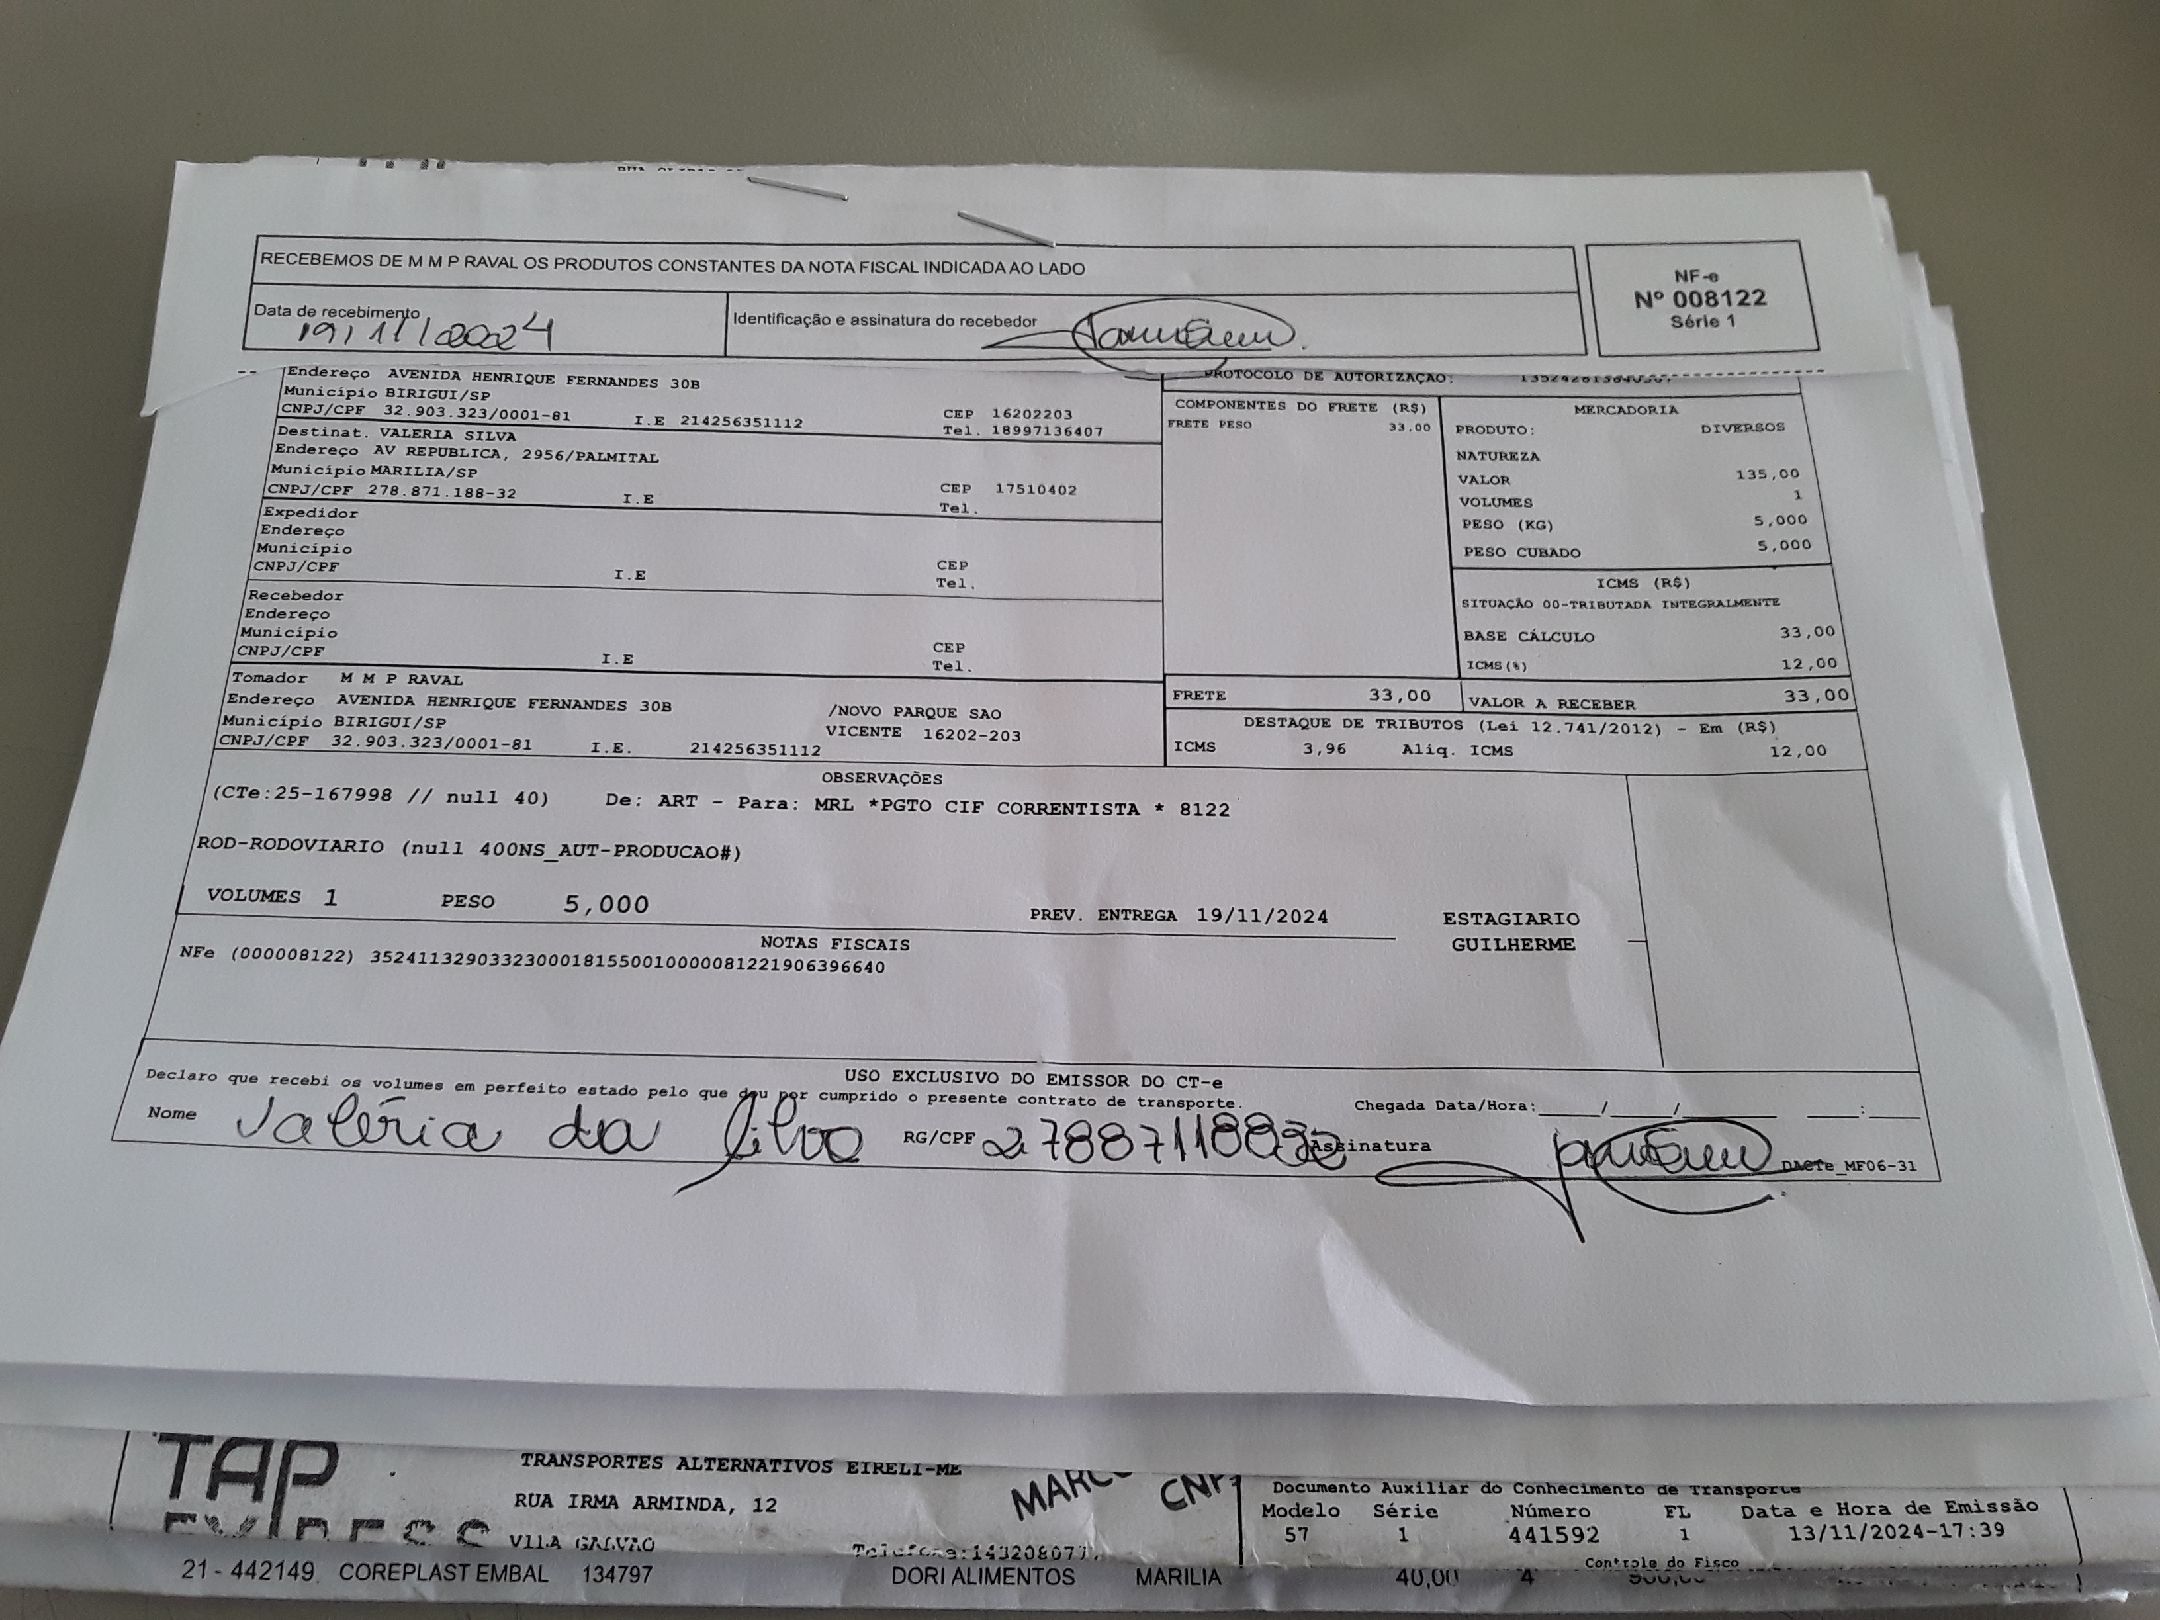 RECEBEMOS DE M M P RAVAL OS PRODUTOS CONSTANTES DA NOTA FISCAL INDICADA AO LADO
NF-e
Nº 008122
Série 1
Data de recebimento
19/11/2024
Identificação e assinatura do recebedor
Endereço AVENIDA HENRIQUE FERNANDES 30B
Município BIRIGUI/SP
CNPJ/CPF 32.903.323/0001-81 I.E 214256351112 CEP 16202203
Tel. 18997136407
Destinat. VALERIA SILVA
Endereço AV REPUBLICA, 2956/PALMITAL
Município MARILIA/SP
CNPJ/CPF 278.871.188-32 I.E CEP 17510402
Tel.
Expedidor
Endereço
Município
CNPJ/CPF I.E CEP
Tel.
Recebedor
Endereço
Município
CNPJ/CPF I.E CEP
Tel.
Tomador M M P RAVAL
Endereço AVENIDA HENRIQUE FERNANDES 30B /NOVO PARQUE SAO
Município BIRIGUI/SP VICENTE 16202-203
CNPJ/CPF 32.903.323/0001-81 I.E. 214256351112
PROTOCOLO DE AUTORIZAÇÃO:
COMPONENTES DO FRETE (R$)
FRETE PESO 33.00
MERCADORIA
PRODUTO: DIVERSOS
NATUREZA
VALOR 135,00
VOLUMES 1
PESO (KG) 5,000
PESO CUBADO 5,000
ICMS (R$)
SITUAÇÃO 00-TRIBUTADA INTEGRALMENTE
BASE CÁLCULO 33,00
ICMS(%) 12,00
FRETE 33,00 VALOR A RECEBER 33,00
DESTAQUE DE TRIBUTOS (Lei 12.741/2012) - Em (R$)
ICMS 3,96 Aliq. ICMS 12,00
OBSERVAÇÕES
(CTe:25-167998 // null 40) De: ART - Para: MRL *PGTO CIF CORRENTISTA * 8122
ROD-RODOVIARIO (null 400NS_AUT-PRODUCAO#)
VOLUMES 1 PESO 5,000 PREV. ENTREGA 19/11/2024
ESTAGIARIO
GUILHERME
NOTAS FISCAIS
NFe (000008122) 35241132903323000181550010000081221906396640
USO EXCLUSIVO DO EMISSOR DO CT-e
Declaro que recebi os volumes em perfeito estado pelo que dou por cumprido o presente contrato de transporte.
Chegada Data/Hora:____/____/______ ___:___
Nome Valéria da Silva RG/CPF 27887118832 Assinatura
DACTe_MF06-31
TAP
EXPRESS
TRANSPORTES ALTERNATIVOS EIRELI-ME
RUA IRMA ARMINDA, 12
VILA GALVAO
Documento Auxiliar do Conhecimento de Transporte
Modelo Série Número FL Data e Hora de Emissão
57 1 441592 1 13/11/2024-17:39
Controle do Fisco
21 - 442149 COREPLAST EMBAL 134797 DORI ALIMENTOS MARILIA 40,00 4